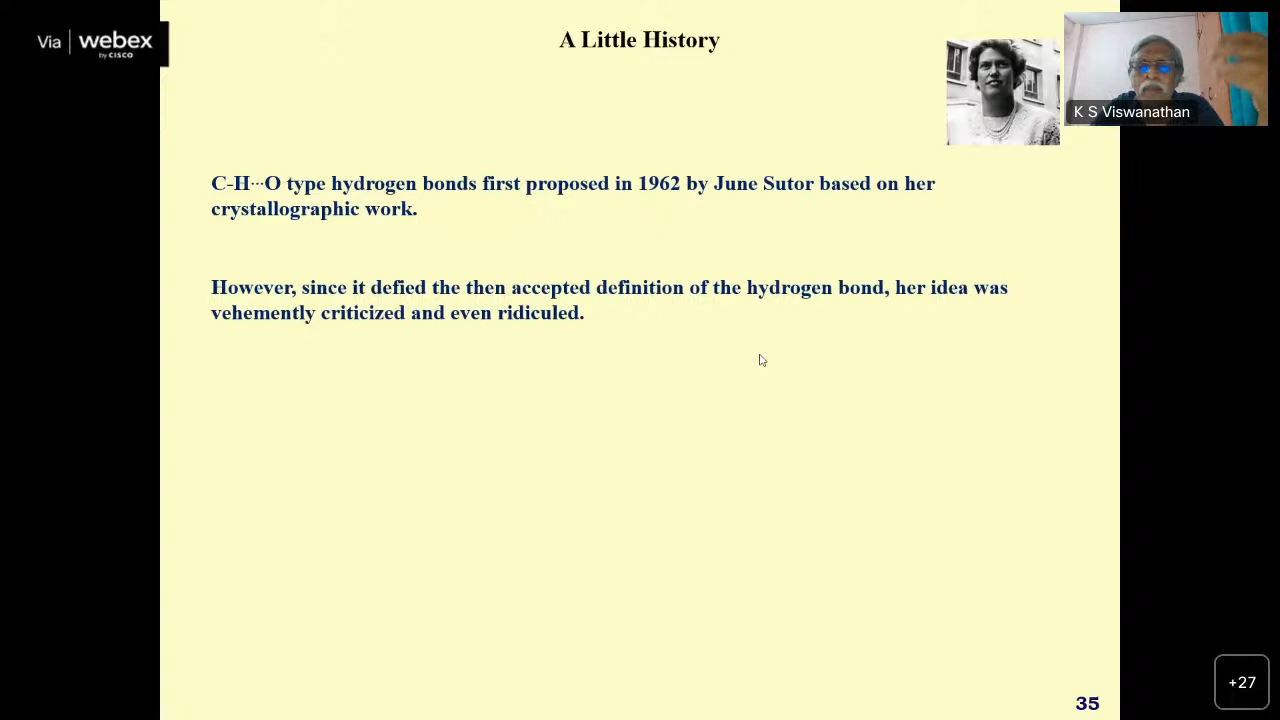 Via webex
by CISCO
A Little History
K S Viswanathan
C-H···O type hydrogen bonds first proposed in 1962 by June Sutor based on her
crystallographic work.
However, since it defied the then accepted definition of the hydrogen bond, her idea was
vehemently criticized and even ridiculed.
+27
35